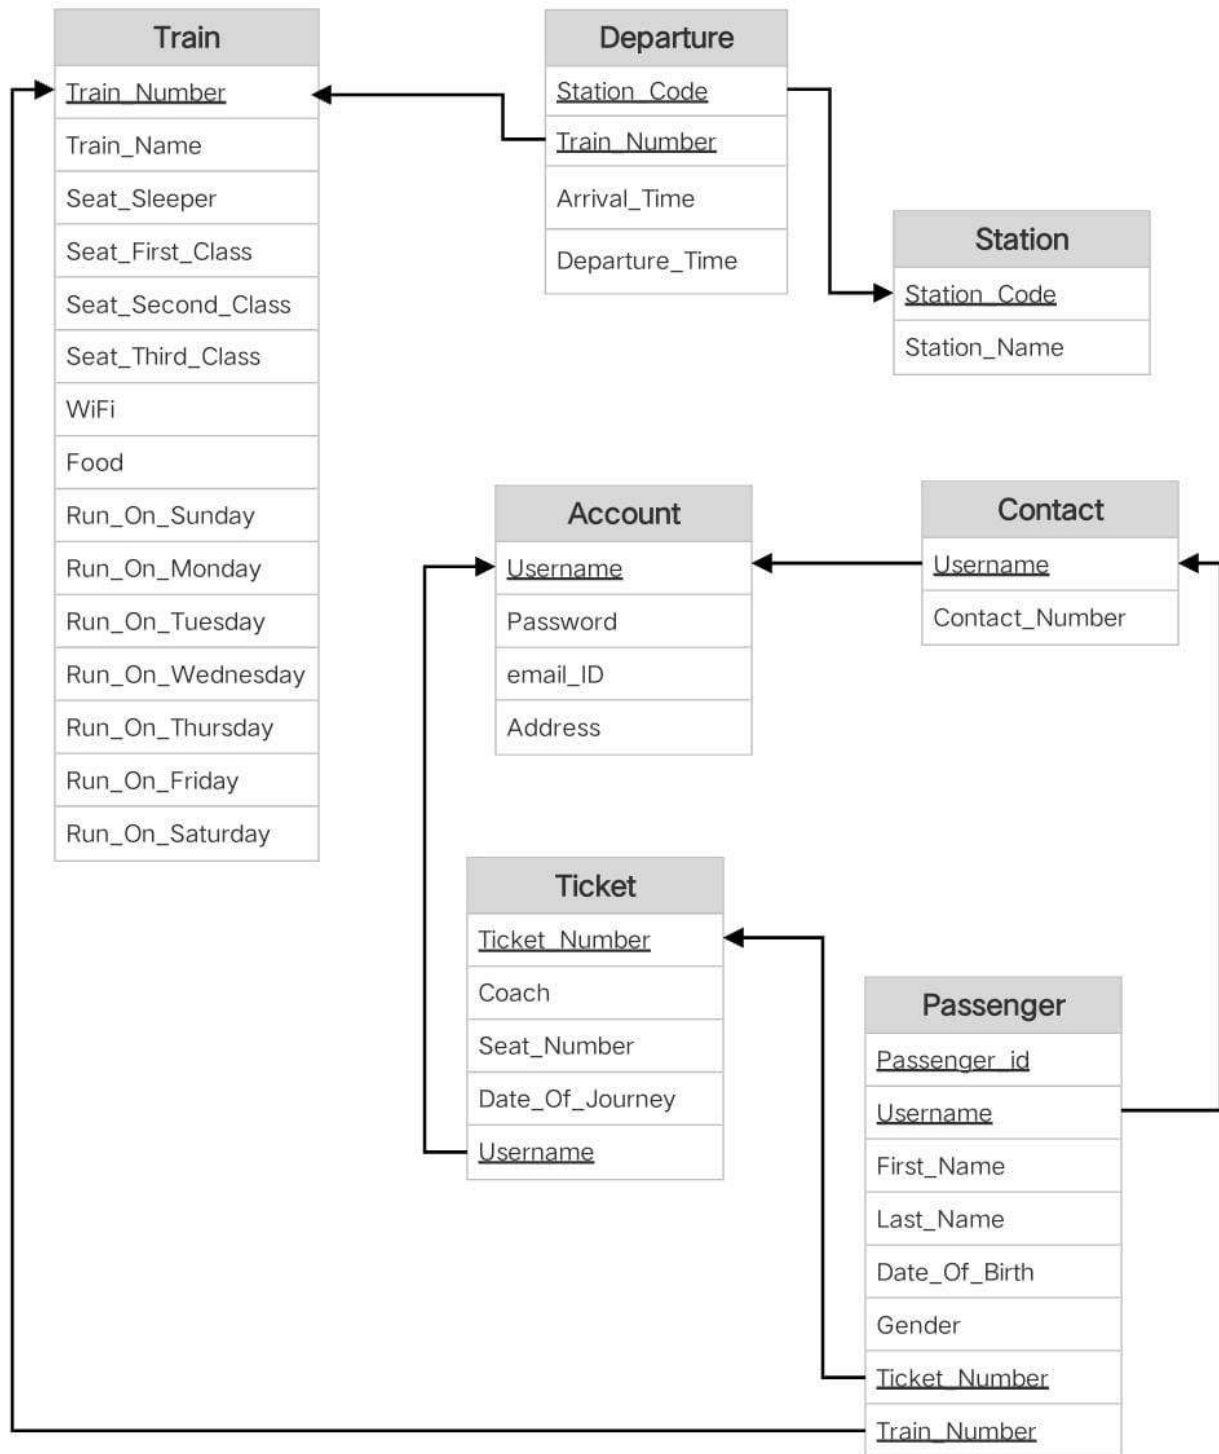 Train
Train_Number
Train_Name
Seat_Sleeper
Seat_First_Class
Seat_Second_Class
Seat_Third_Class
WiFi
Food
Run_On_Sunday
Run_On_Monday
Run_On_Tuesday
Run_On_Wednesday
Run_On_Thursday
Run_On_Friday
Run_On_Saturday
Departure
Station_Code
Train_Number
Arrival_Time
Departure_Time
Station
Station_Code
Station_Name
Account
Username
Password
email_ID
Address
Contact
Username
Contact_Number
Ticket
Ticket_Number
Coach
Seat_Number
Date_Of_Journey
Username
Passenger
Passenger_id
Username
First_Name
Last_Name
Date_Of_Birth
Gender
Ticket_Number
Train_Number